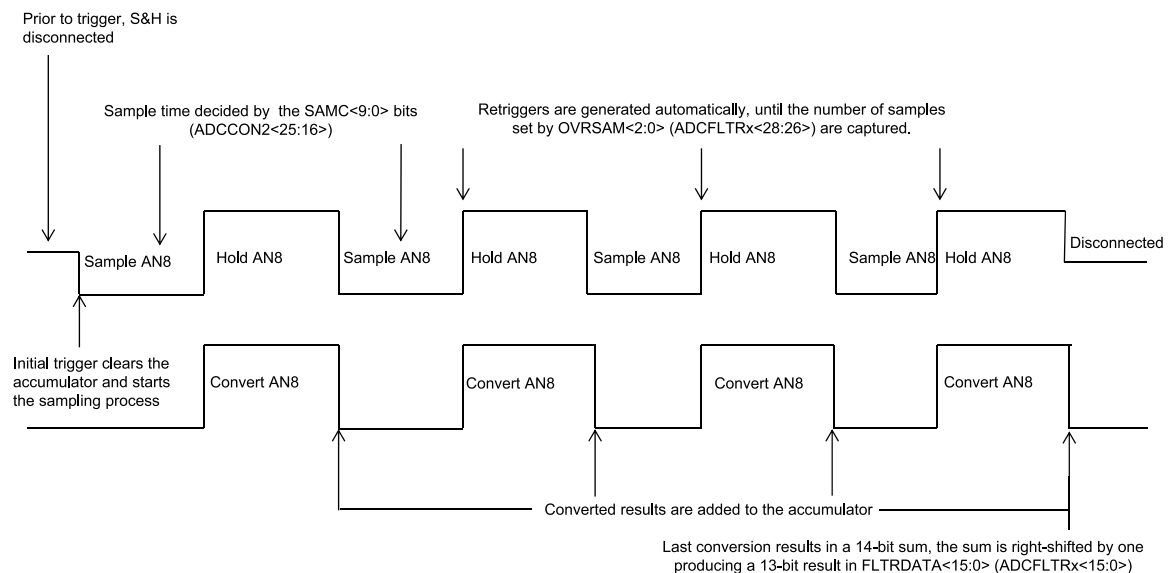 Prior to trigger, S&H is
disconnected
Sample time decided by the SAMC<9:0> bits
(ADCCON2<25:16>)
Retriggers are generated automatically, until the number of samples
set by OVRSAM<2:0> (ADCFLTRx<28:26>) are captured.
Sample AN8
Hold AN8
Sample AN8
Hold AN8
Sample AN8
Hold AN8
Sample AN8
Hold AN8
Disconnected
Initial trigger clears the
accumulator and starts
the sampling process
Convert AN8
Convert AN8
Convert AN8
Convert AN8
Converted results are added to the accumulator
Last conversion results in a 14-bit sum, the sum is right-shifted by one
producing a 13-bit result in FLTRDATA<15:0> (ADCFLTRx<15:0>)